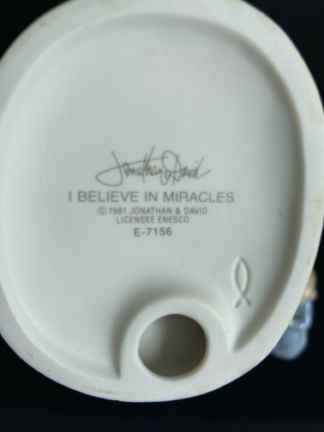 Jonathan & David
I BELIEVE IN MIRACLES
© 1981 JONATHAN & DAVID
LICENSEE ENESCO
E-7156